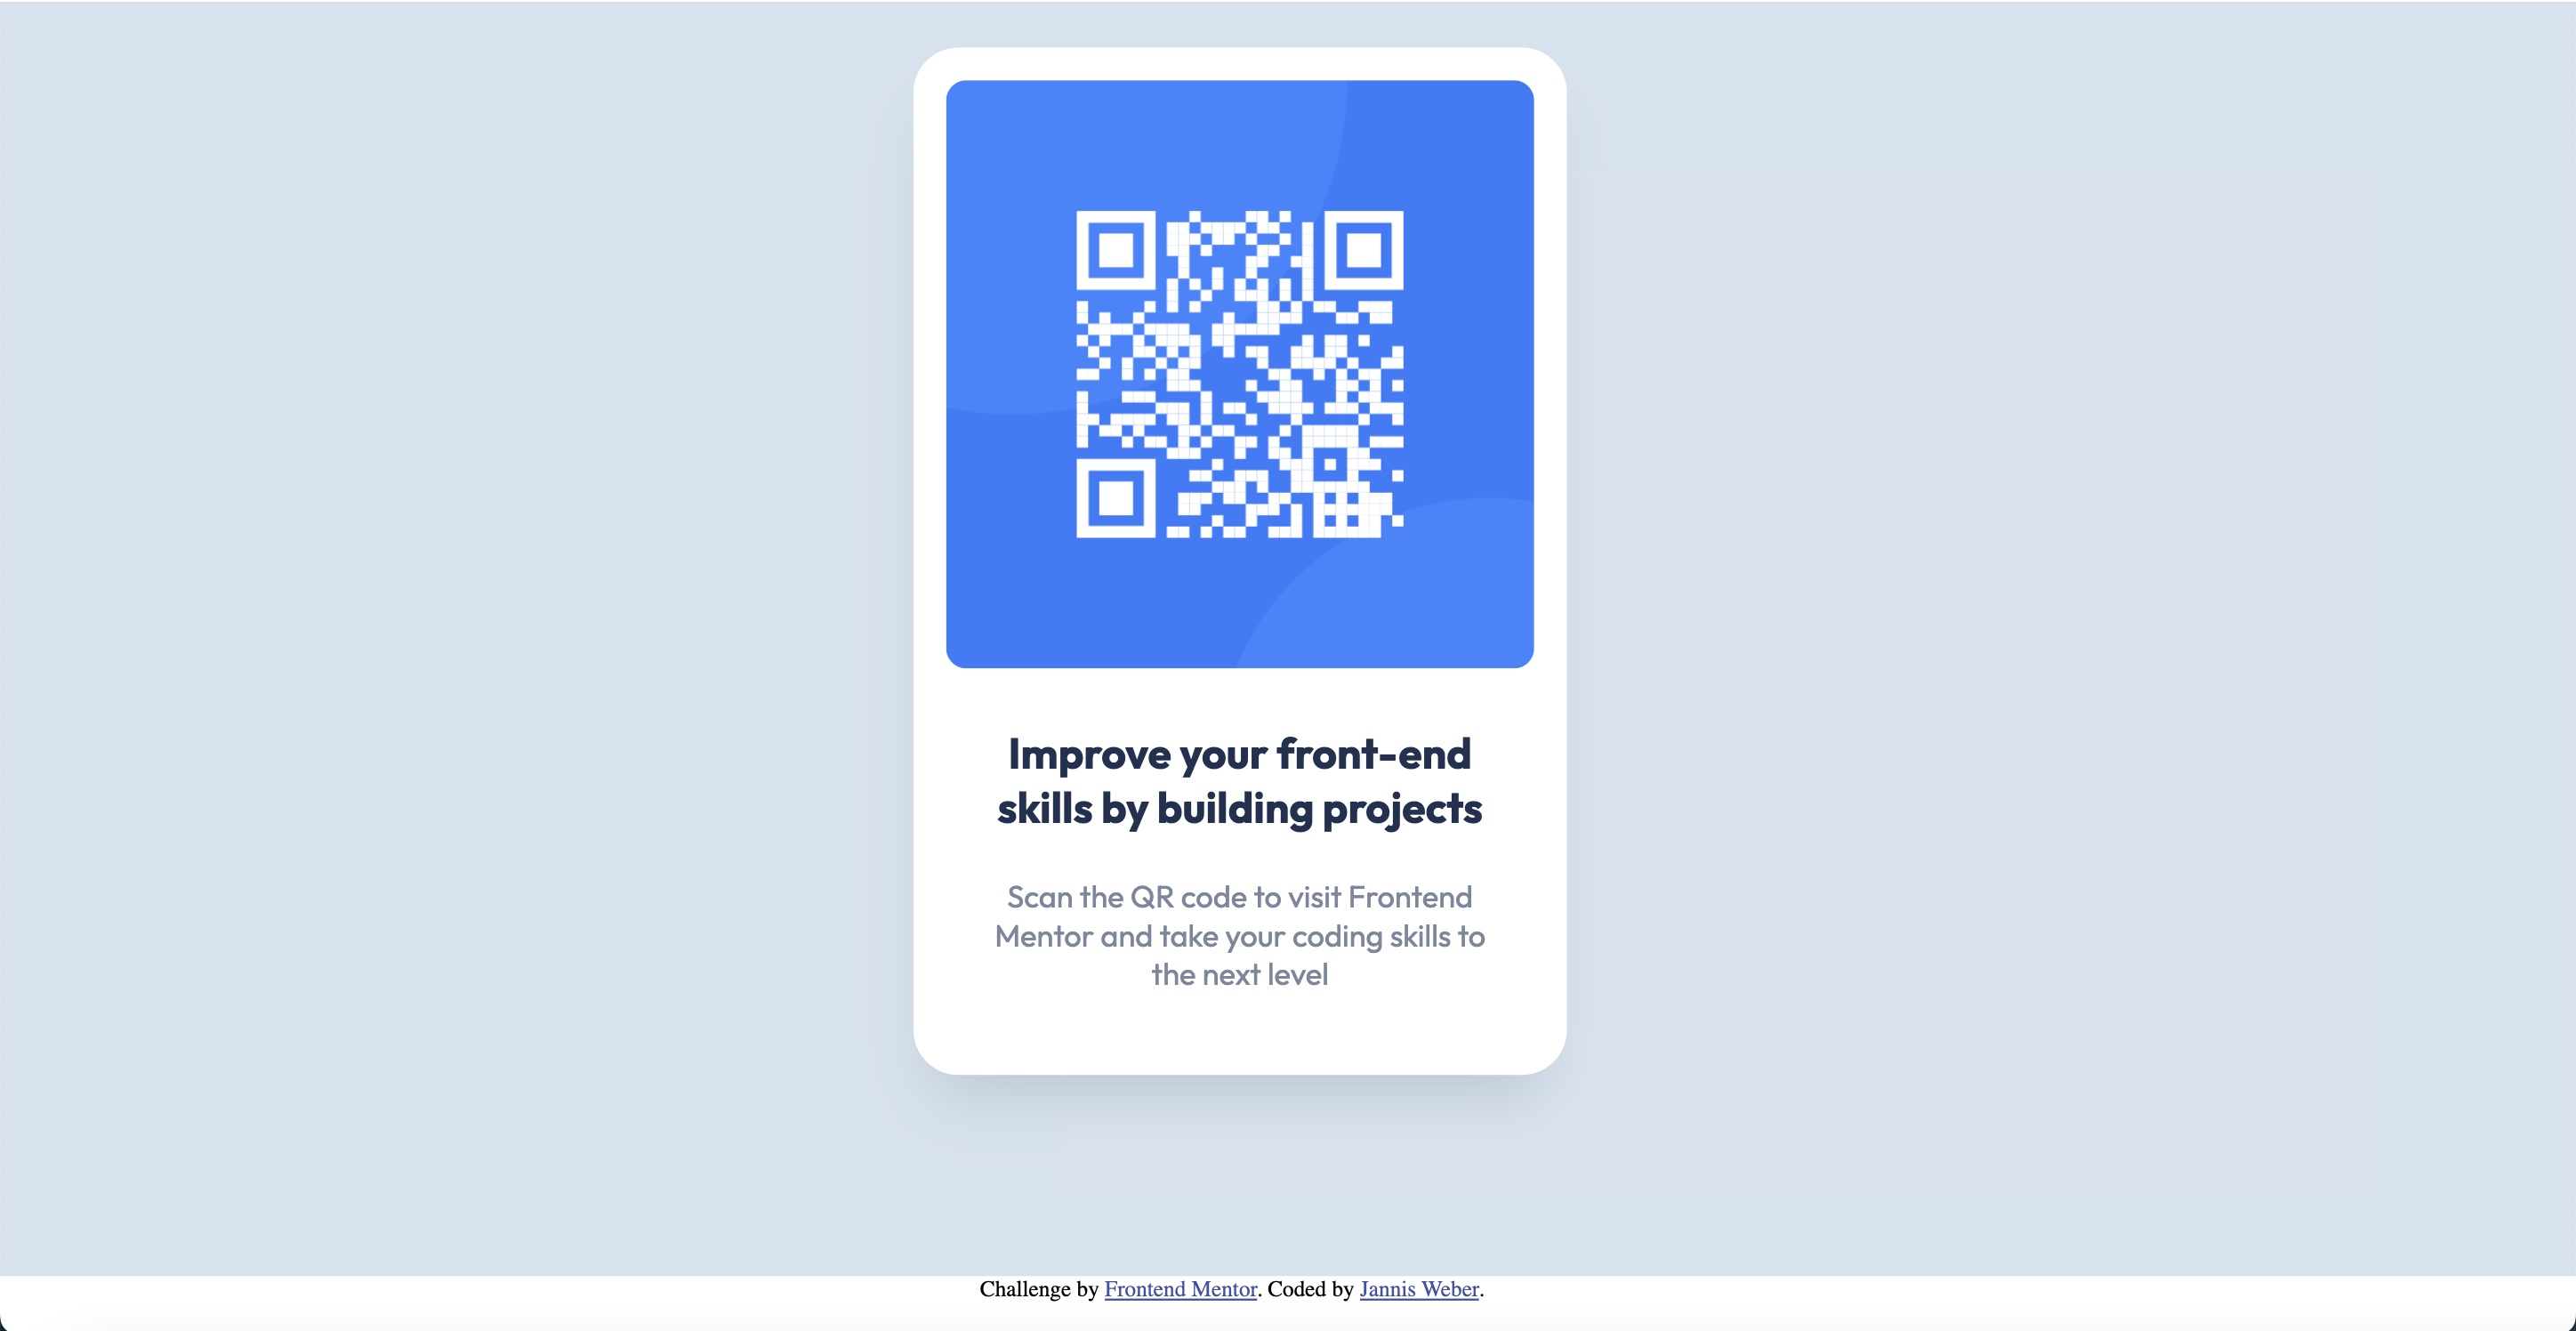 Improve your front-end
skills by building projects
Scan the QR code to visit Frontend
Mentor and take your coding skills to
the next level
Challenge by Frontend Mentor. Coded by Jannis Weber.